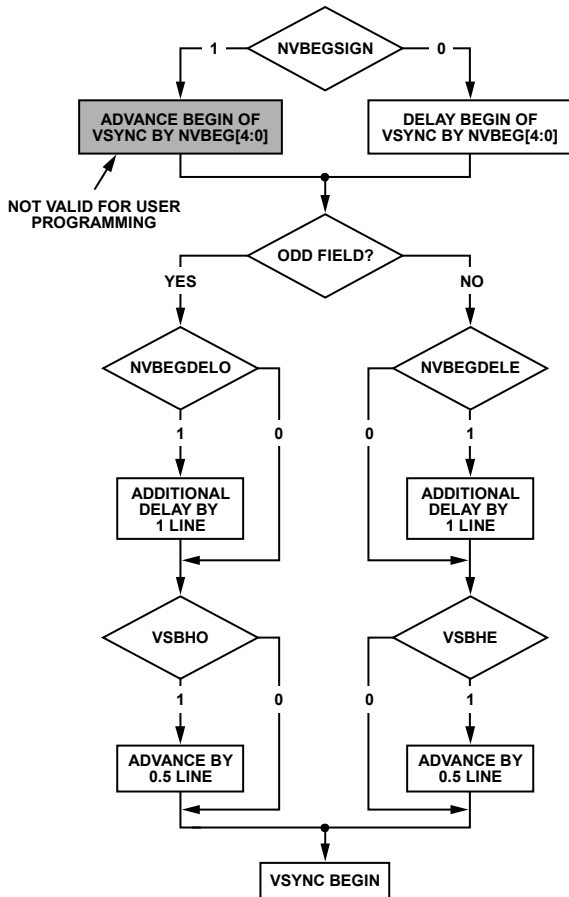 NVBEGSIGN
1
0
ADVANCE BEGIN OF
VSYNC BY NVBEG[4:0]
DELAY BEGIN OF
VSYNC BY NVBEG[4:0]
NOT VALID FOR USER
PROGRAMMING
ODD FIELD?
YES
NO
NVBEGDELO
NVBEGDELE
1
0
0
1
ADDITIONAL
DELAY BY
1 LINE
ADDITIONAL
DELAY BY
1 LINE
VSBHO
VSBHE
1
0
0
1
ADVANCE BY
0.5 LINE
ADVANCE BY
0.5 LINE
VSYNC BEGIN